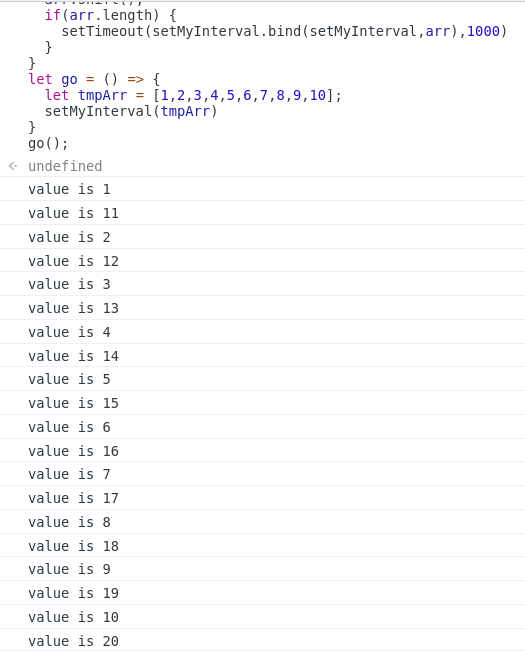 arr.shift();
if(arr.length) {
setTimeout(setMyInterval.bind(setMyInterval,arr),1000)
}
}
let go = () => {
let tmpArr = [1,2,3,4,5,6,7,8,9,10];
setMyInterval(tmpArr)
}
go();
undefined
value is 1
value is 11
value is 2
value is 12
value is 3
value is 13
value is 4
value is 14
value is 5
value is 15
value is 6
value is 16
value is 7
value is 17
value is 8
value is 18
value is 9
value is 19
value is 10
value is 20